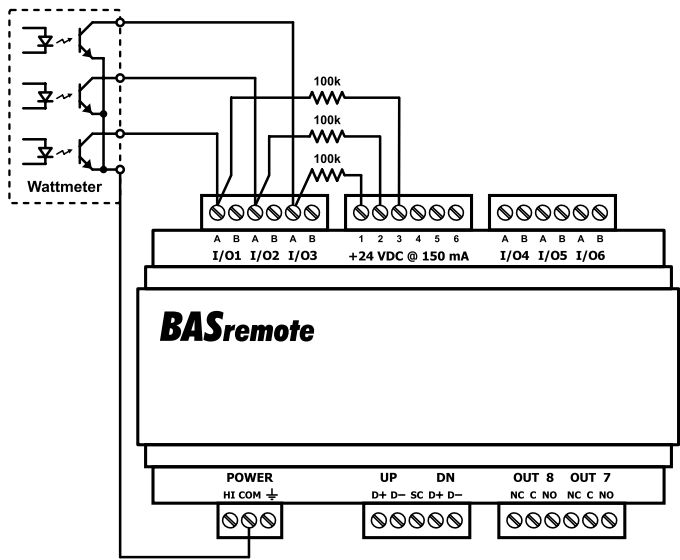 100k
100k
100k
Wattmeter
A B A B A B
1 2 3 4 5 6
A B A B A B
I/O1 I/O2 I/O3
+24 VDC @ 150 mA
I/O4 I/O5 I/O6
BASremote
POWER
UP DN
OUT 8 OUT 7
HI COM
D+ D− SC D+ D−
NC C NO NC C NO